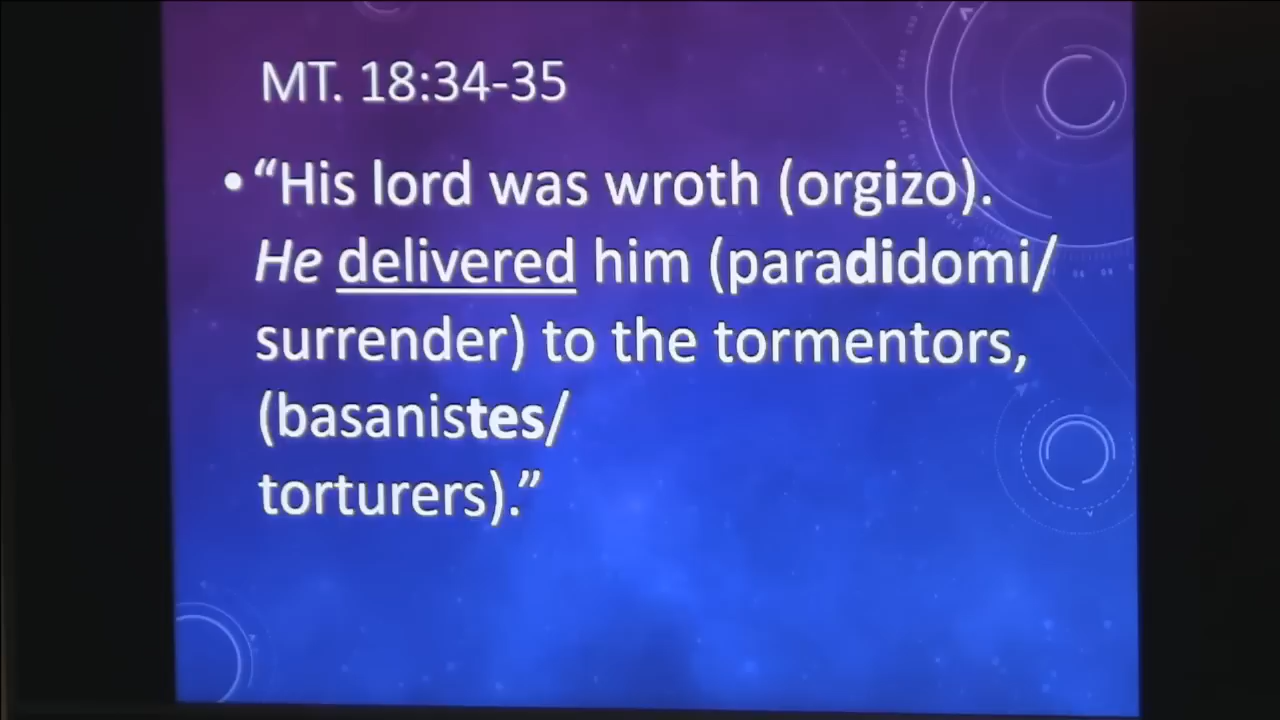 MT. 18:34-35
• “His lord was wroth (orgizo).
He delivered him (paradidomi/
surrender) to the tormentors,
(basanistes/
torturers).”